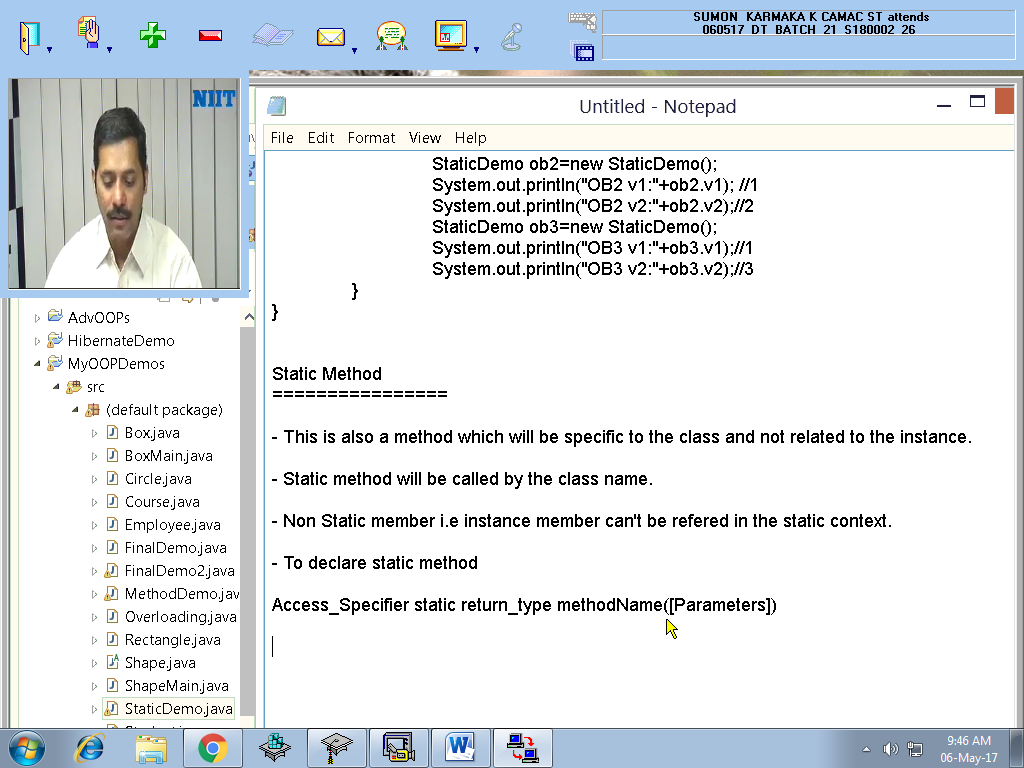 SUMON KARMAKA K CAMAC ST attends
060517 DT BATCH 21 S180002 26
NIIT
Untitled - Notepad
File Edit Format View Help
StaticDemo ob2=new StaticDemo();
System.out.println("OB2 v1:"+ob2.v1); //1
System.out.println("OB2 v2:"+ob2.v2);//2
StaticDemo ob3=new StaticDemo();
System.out.println("OB3 v1:"+ob3.v1);//1
System.out.println("OB3 v2:"+ob3.v2);//3
}
}
Static Method
================
- This is also a method which will be specific to the class and not related to the instance.
- Static method will be called by the class name.
- Non Static member i.e instance member can't be refered in the static context.
- To declare static method
Access_Specifier static return_type methodName([Parameters])
AdvOOPs
HibernateDemo
MyOOPDemos
src
(default package)
Box.java
BoxMain.java
Circle.java
Course.java
Employee.java
FinalDemo.java
FinalDemo2.java
MethodDemo.jav
Overloading.java
Rectangle.java
Shape.java
ShapeMain.java
StaticDemo.java
9:46 AM
06-May-17